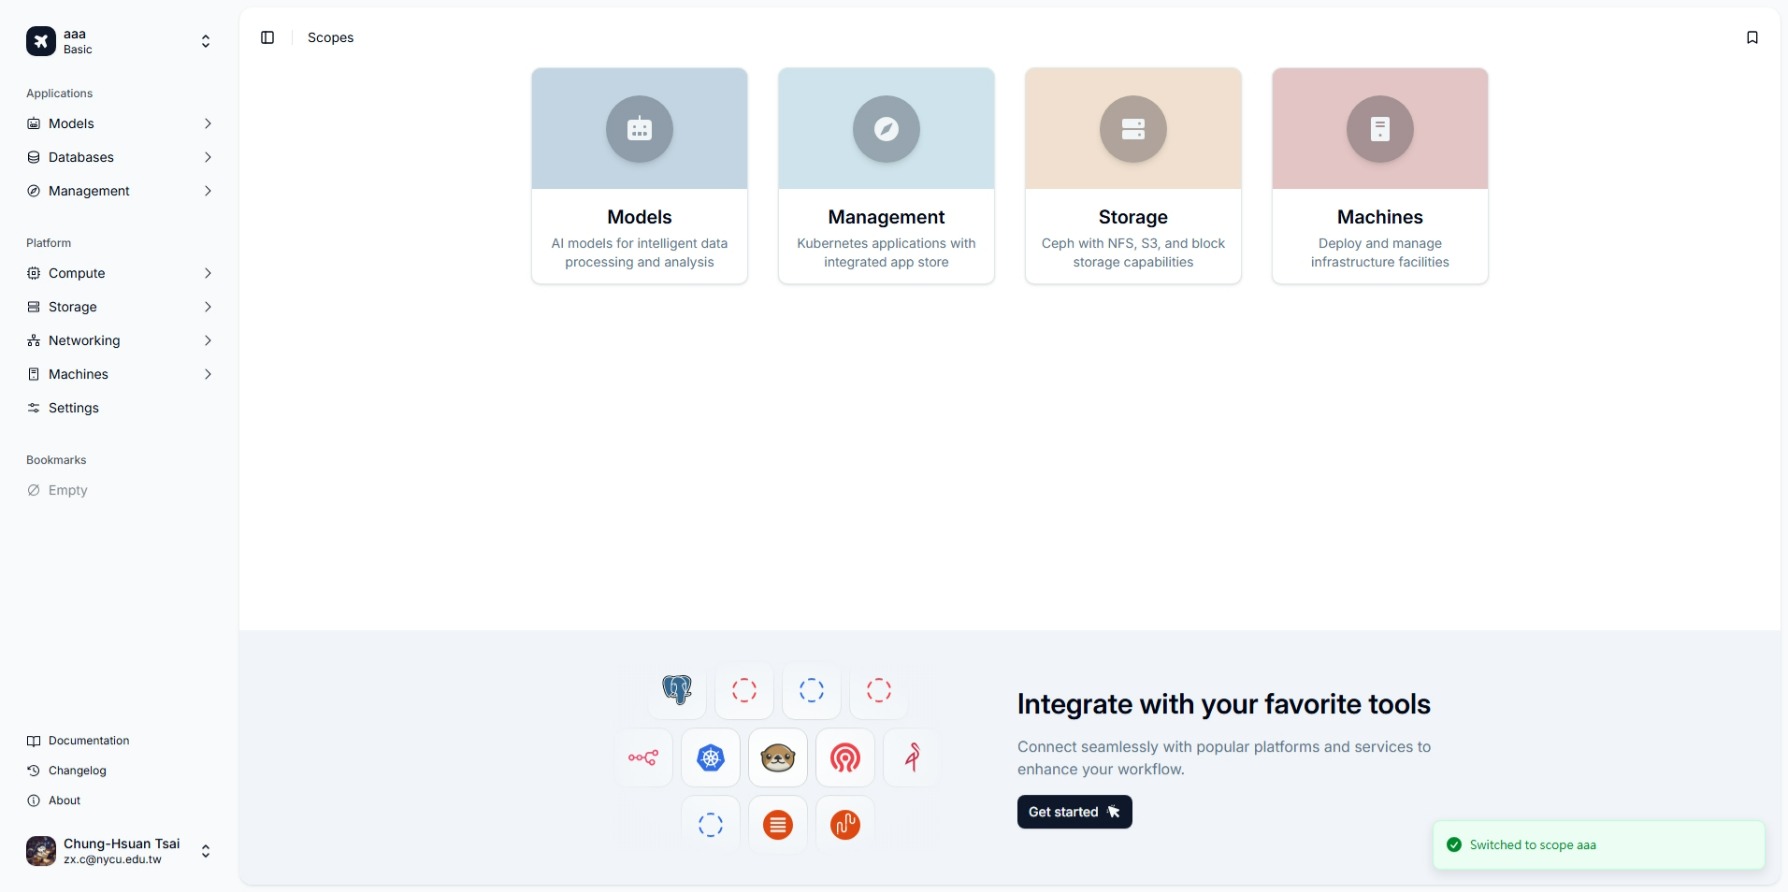 aaa
Basic
Applications
Models
Databases
Management
Platform
Compute
Storage
Networking
Machines
Settings
Bookmarks
Empty
Documentation
Changelog
About
Chung-Hsuan Tsai
zx.c@nycu.edu.tw
Scopes
Models
AI models for intelligent data
processing and analysis
Management
Kubernetes applications with
integrated app store
Storage
Ceph with NFS, S3, and block
storage capabilities
Machines
Deploy and manage
infrastructure facilities
Integrate with your favorite tools
Connect seamlessly with popular platforms and services to
enhance your workflow.
Get started
Switched to scope aaa